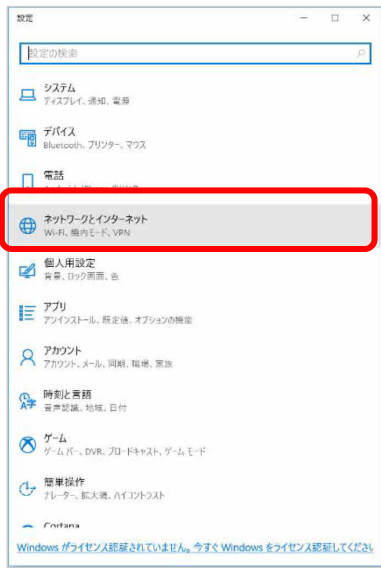 設定
設定の検索
システム
ディスプレイ、通知、電源
デバイス
Bluetooth、プリンター、マウス
電話
ネットワークとインターネット
Wi-Fi、機内モード、VPN
個人用設定
背景、ロック画面、色
アプリ
アンインストール、既定値、オプションの機能
アカウント
アカウント、メール、同期、職場、家族
時刻と言語
音声認識、地域、日付
ゲーム
ゲーム バー、DVR、ブロードキャスト、ゲーム モード
簡単操作
ナレーター、拡大鏡、ハイコントラスト
Cortana
Windows がライセンス認証されていません。今すぐ Windows をライセンス認証してくださ